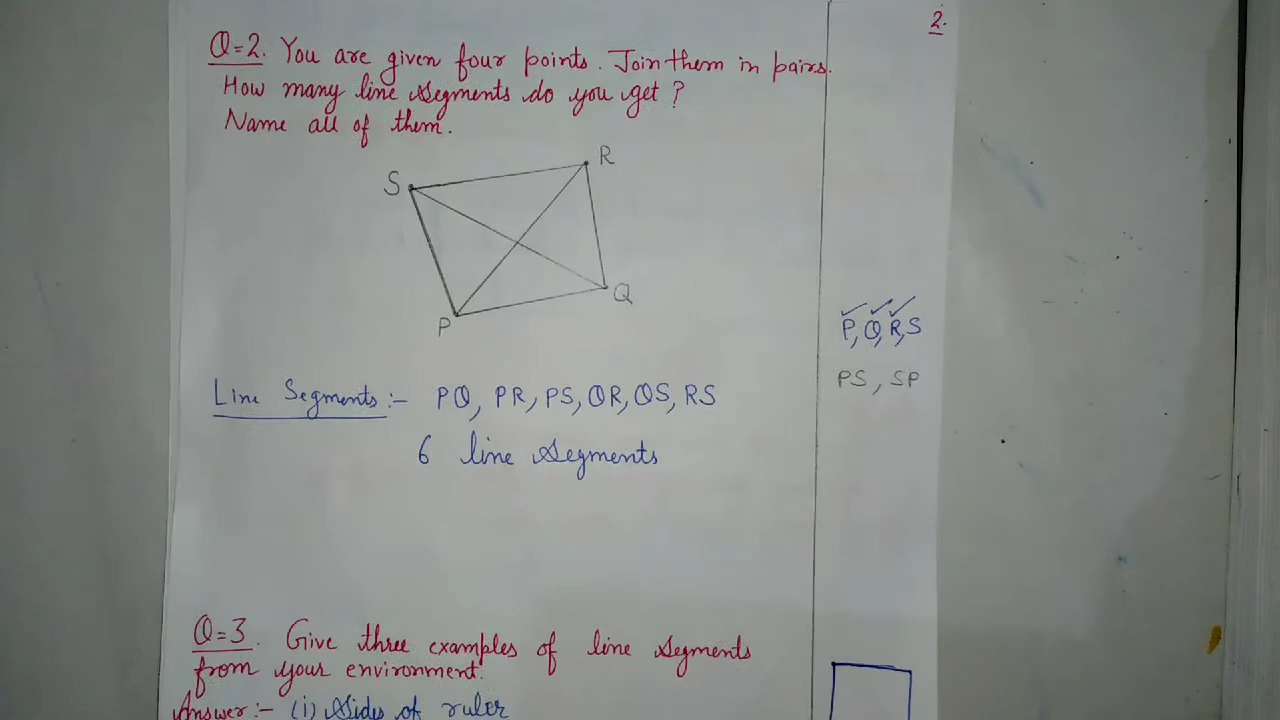 2.
Q=2. You are given four points. Join them in pairs.
How many line segments do you get?
Name all of them.
S
R
P
Q
P, Q, R, S
PS, SP
Line Segments:- PQ, PR, PS, QR, QS, RS
6 line segments
Q=3. Give three examples of line segments
from your environment.
Answer:- (i) Sides of ruler